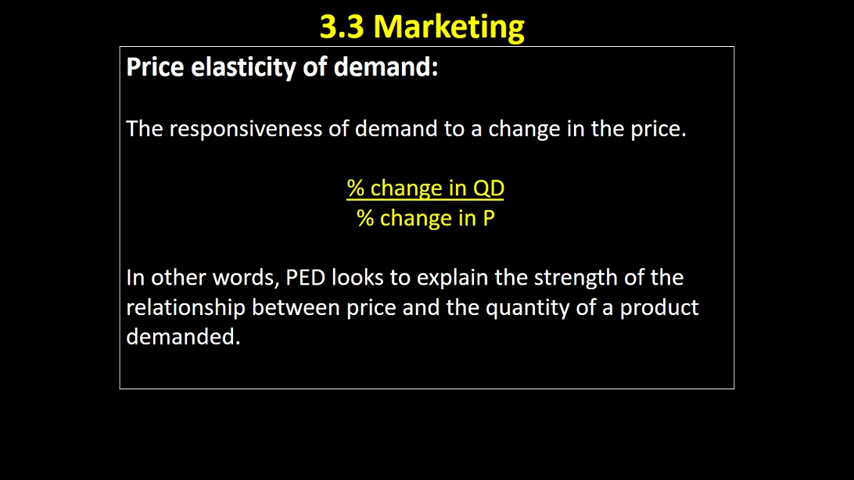 3.3 Marketing
Price elasticity of demand:
The responsiveness of demand to a change in the price.
% change in QD
% change in P
In other words, PED looks to explain the strength of the
relationship between price and the quantity of a product
demanded.